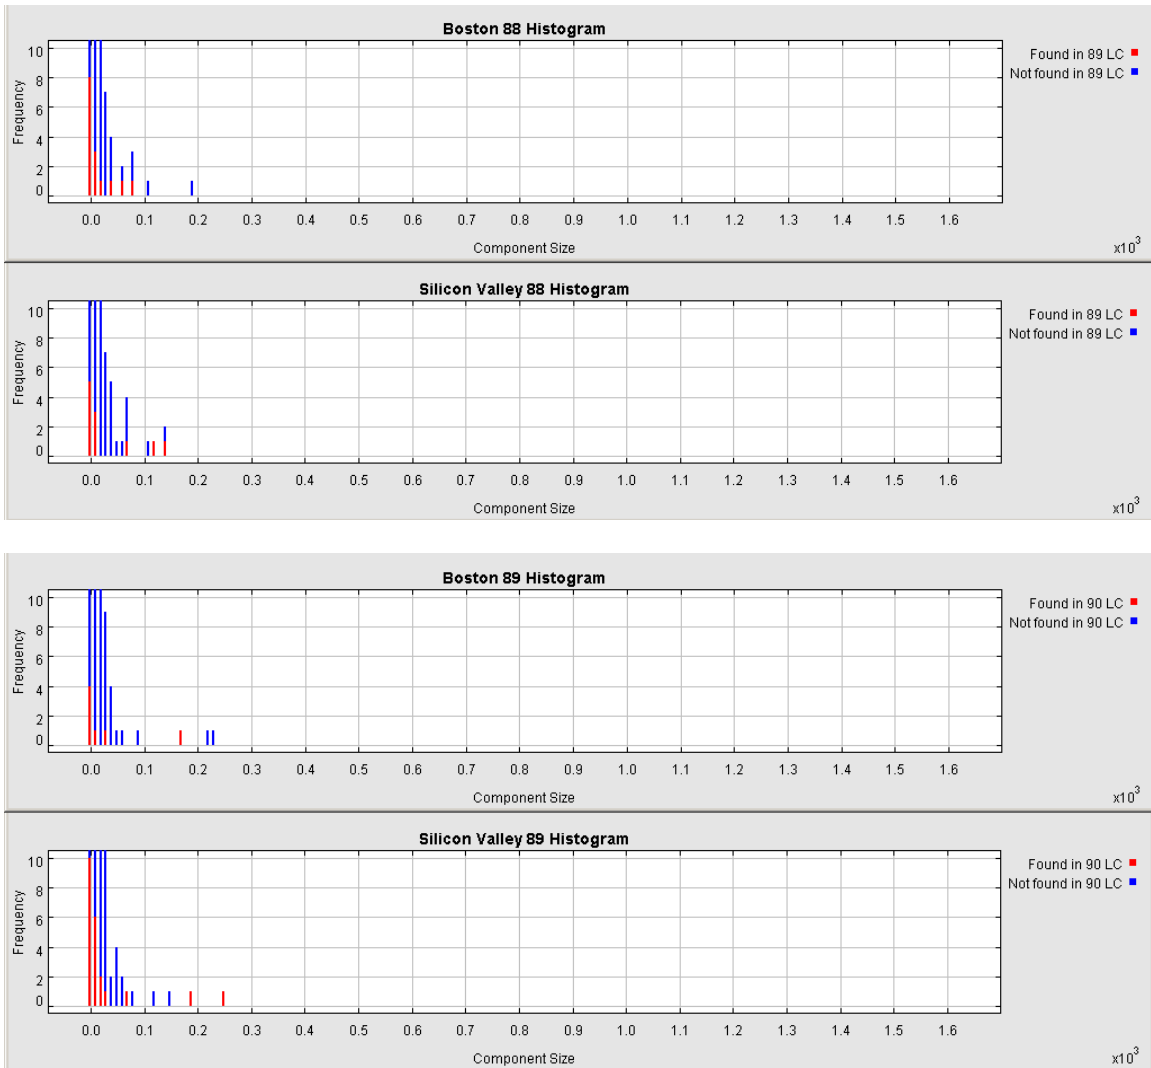 Boston 88 Histogram
10
8
6
4
2
0
Frequency
0.0 0.1 0.2 0.3 0.4 0.5 0.6 0.7 0.8 0.9 1.0 1.1 1.2 1.3 1.4 1.5 1.6
Component Size
x10^3
Found in 89 LC
Not found in 89 LC
Silicon Valley 88 Histogram
10
8
6
4
2
0
Frequency
0.0 0.1 0.2 0.3 0.4 0.5 0.6 0.7 0.8 0.9 1.0 1.1 1.2 1.3 1.4 1.5 1.6
Component Size
x10^3
Found in 89 LC
Not found in 89 LC
Boston 89 Histogram
10
8
6
4
2
0
Frequency
0.0 0.1 0.2 0.3 0.4 0.5 0.6 0.7 0.8 0.9 1.0 1.1 1.2 1.3 1.4 1.5 1.6
Component Size
x10^3
Found in 90 LC
Not found in 90 LC
Silicon Valley 89 Histogram
10
8
6
4
2
0
Frequency
0.0 0.1 0.2 0.3 0.4 0.5 0.6 0.7 0.8 0.9 1.0 1.1 1.2 1.3 1.4 1.5 1.6
Component Size
x10^3
Found in 90 LC
Not found in 90 LC